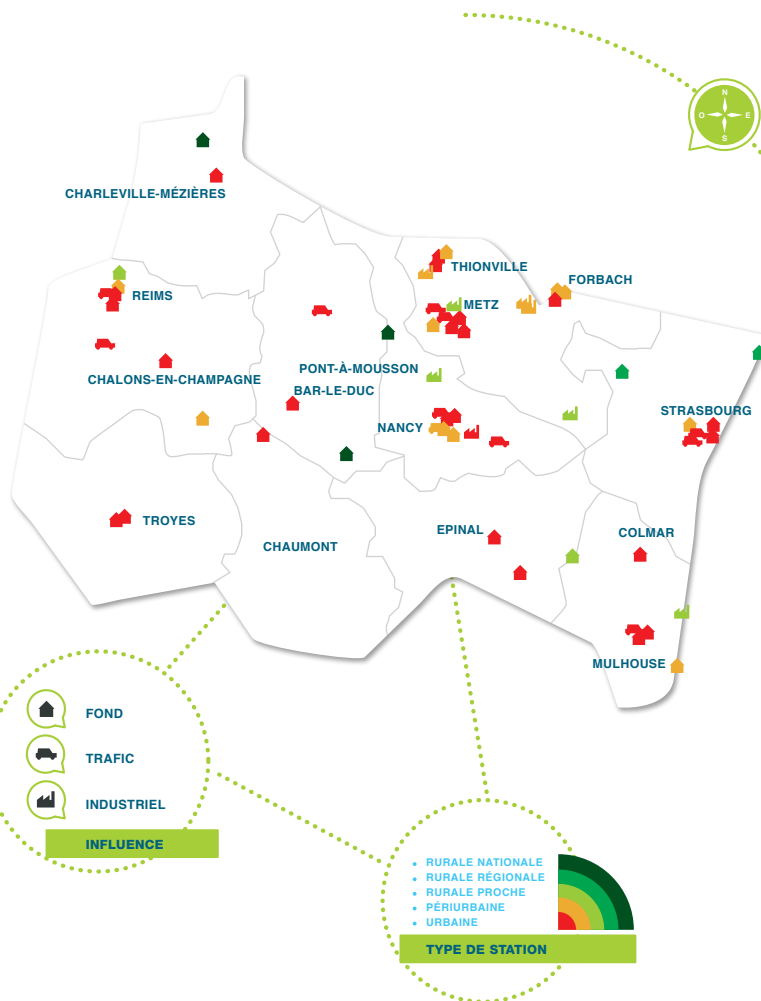 N
O E
S
CHARLEVILLE-MÉZIÈRES
THIONVILLE
FORBACH
REIMS
METZ
PONT-À-MOUSSON
CHALONS-EN-CHAMPAGNE
BAR-LE-DUC
STRASBOURG
NANCY
TROYES
EPINAL
COLMAR
CHAUMONT
MULHOUSE
FOND
TRAFIC
INDUSTRIEL
INFLUENCE
• RURALE NATIONALE
• RURALE RÉGIONALE
• RURALE PROCHE
• PÉRIURBAINE
• URBAINE
TYPE DE STATION